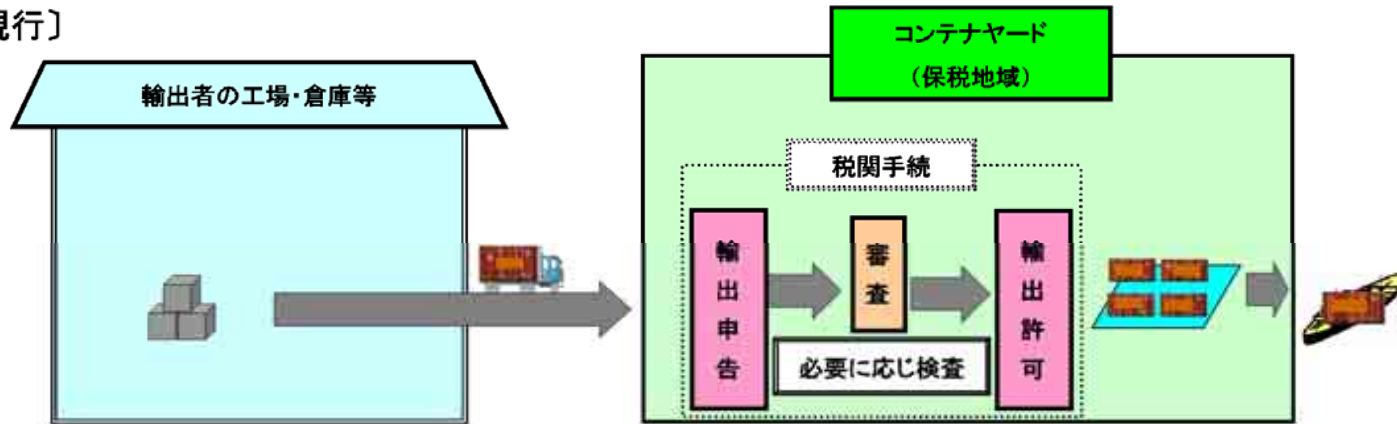 現行〕
輸出者の工場・倉庫等
コンテナヤード
（保税地域）
税関手続
輸出申告
審査
輸出許可
必要に応じ検査